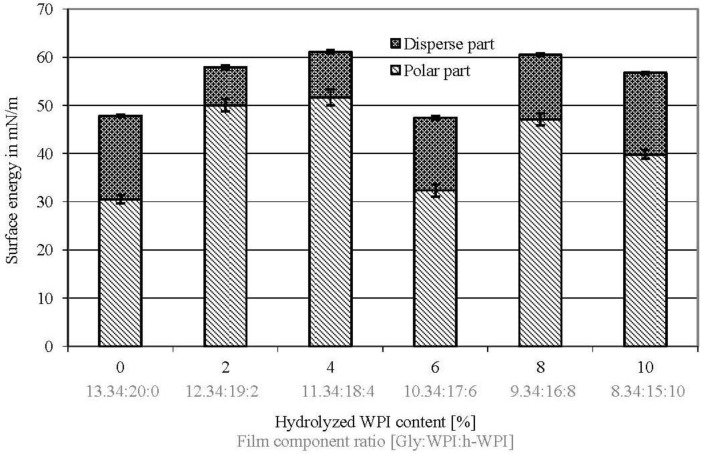 70
60
50
40
30
20
10
0
Surface energy in mN/m
Disperse part
Polar part
0 2 4 6 8 10
13.34:20:0 12.34:19:2 11.34:18:4 10.34:17:6 9.34:16:8 8.34:15:10
Hydrolyzed WPI content [%]
Film component ratio [Gly:WPI:h-WPI]